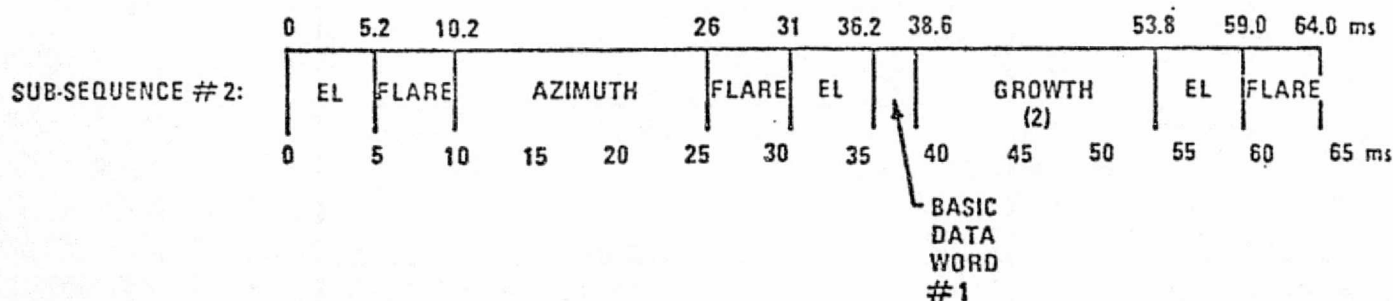 0 5.2 10.2 26 31 36.2 38.6 53.8 59.0 64.0 ms
SUB-SEQUENCE #2: EL FLARE AZIMUTH FLARE EL GROWTH EL FLARE
(2)
0 5 10 15 20 25 30 35 40 45 50 55 60 65 ms
BASIC
DATA
WORD
#1